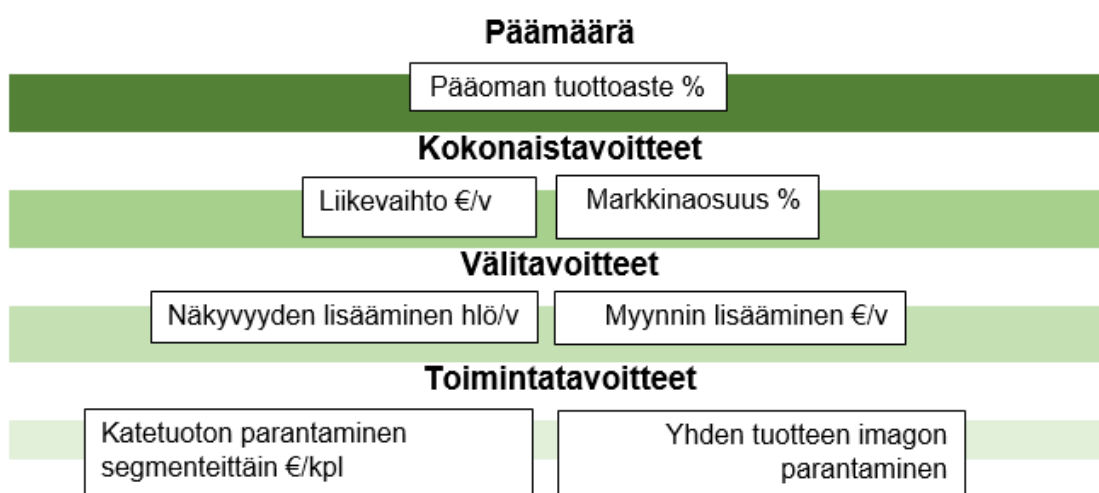 Päämäärä
Pääoman tuottoaste %
Kokonaistavoitteet
Liikevaihto €/v
Markkinaosuus %
Välitavoitteet
Näkyvyyden lisääminen hlö/v
Myynnin lisääminen €/v
Toimintatavoitteet
Katetuoton parantaminen
segmenteittäin €/kpl
Yhden tuotteen imagon
parantaminen